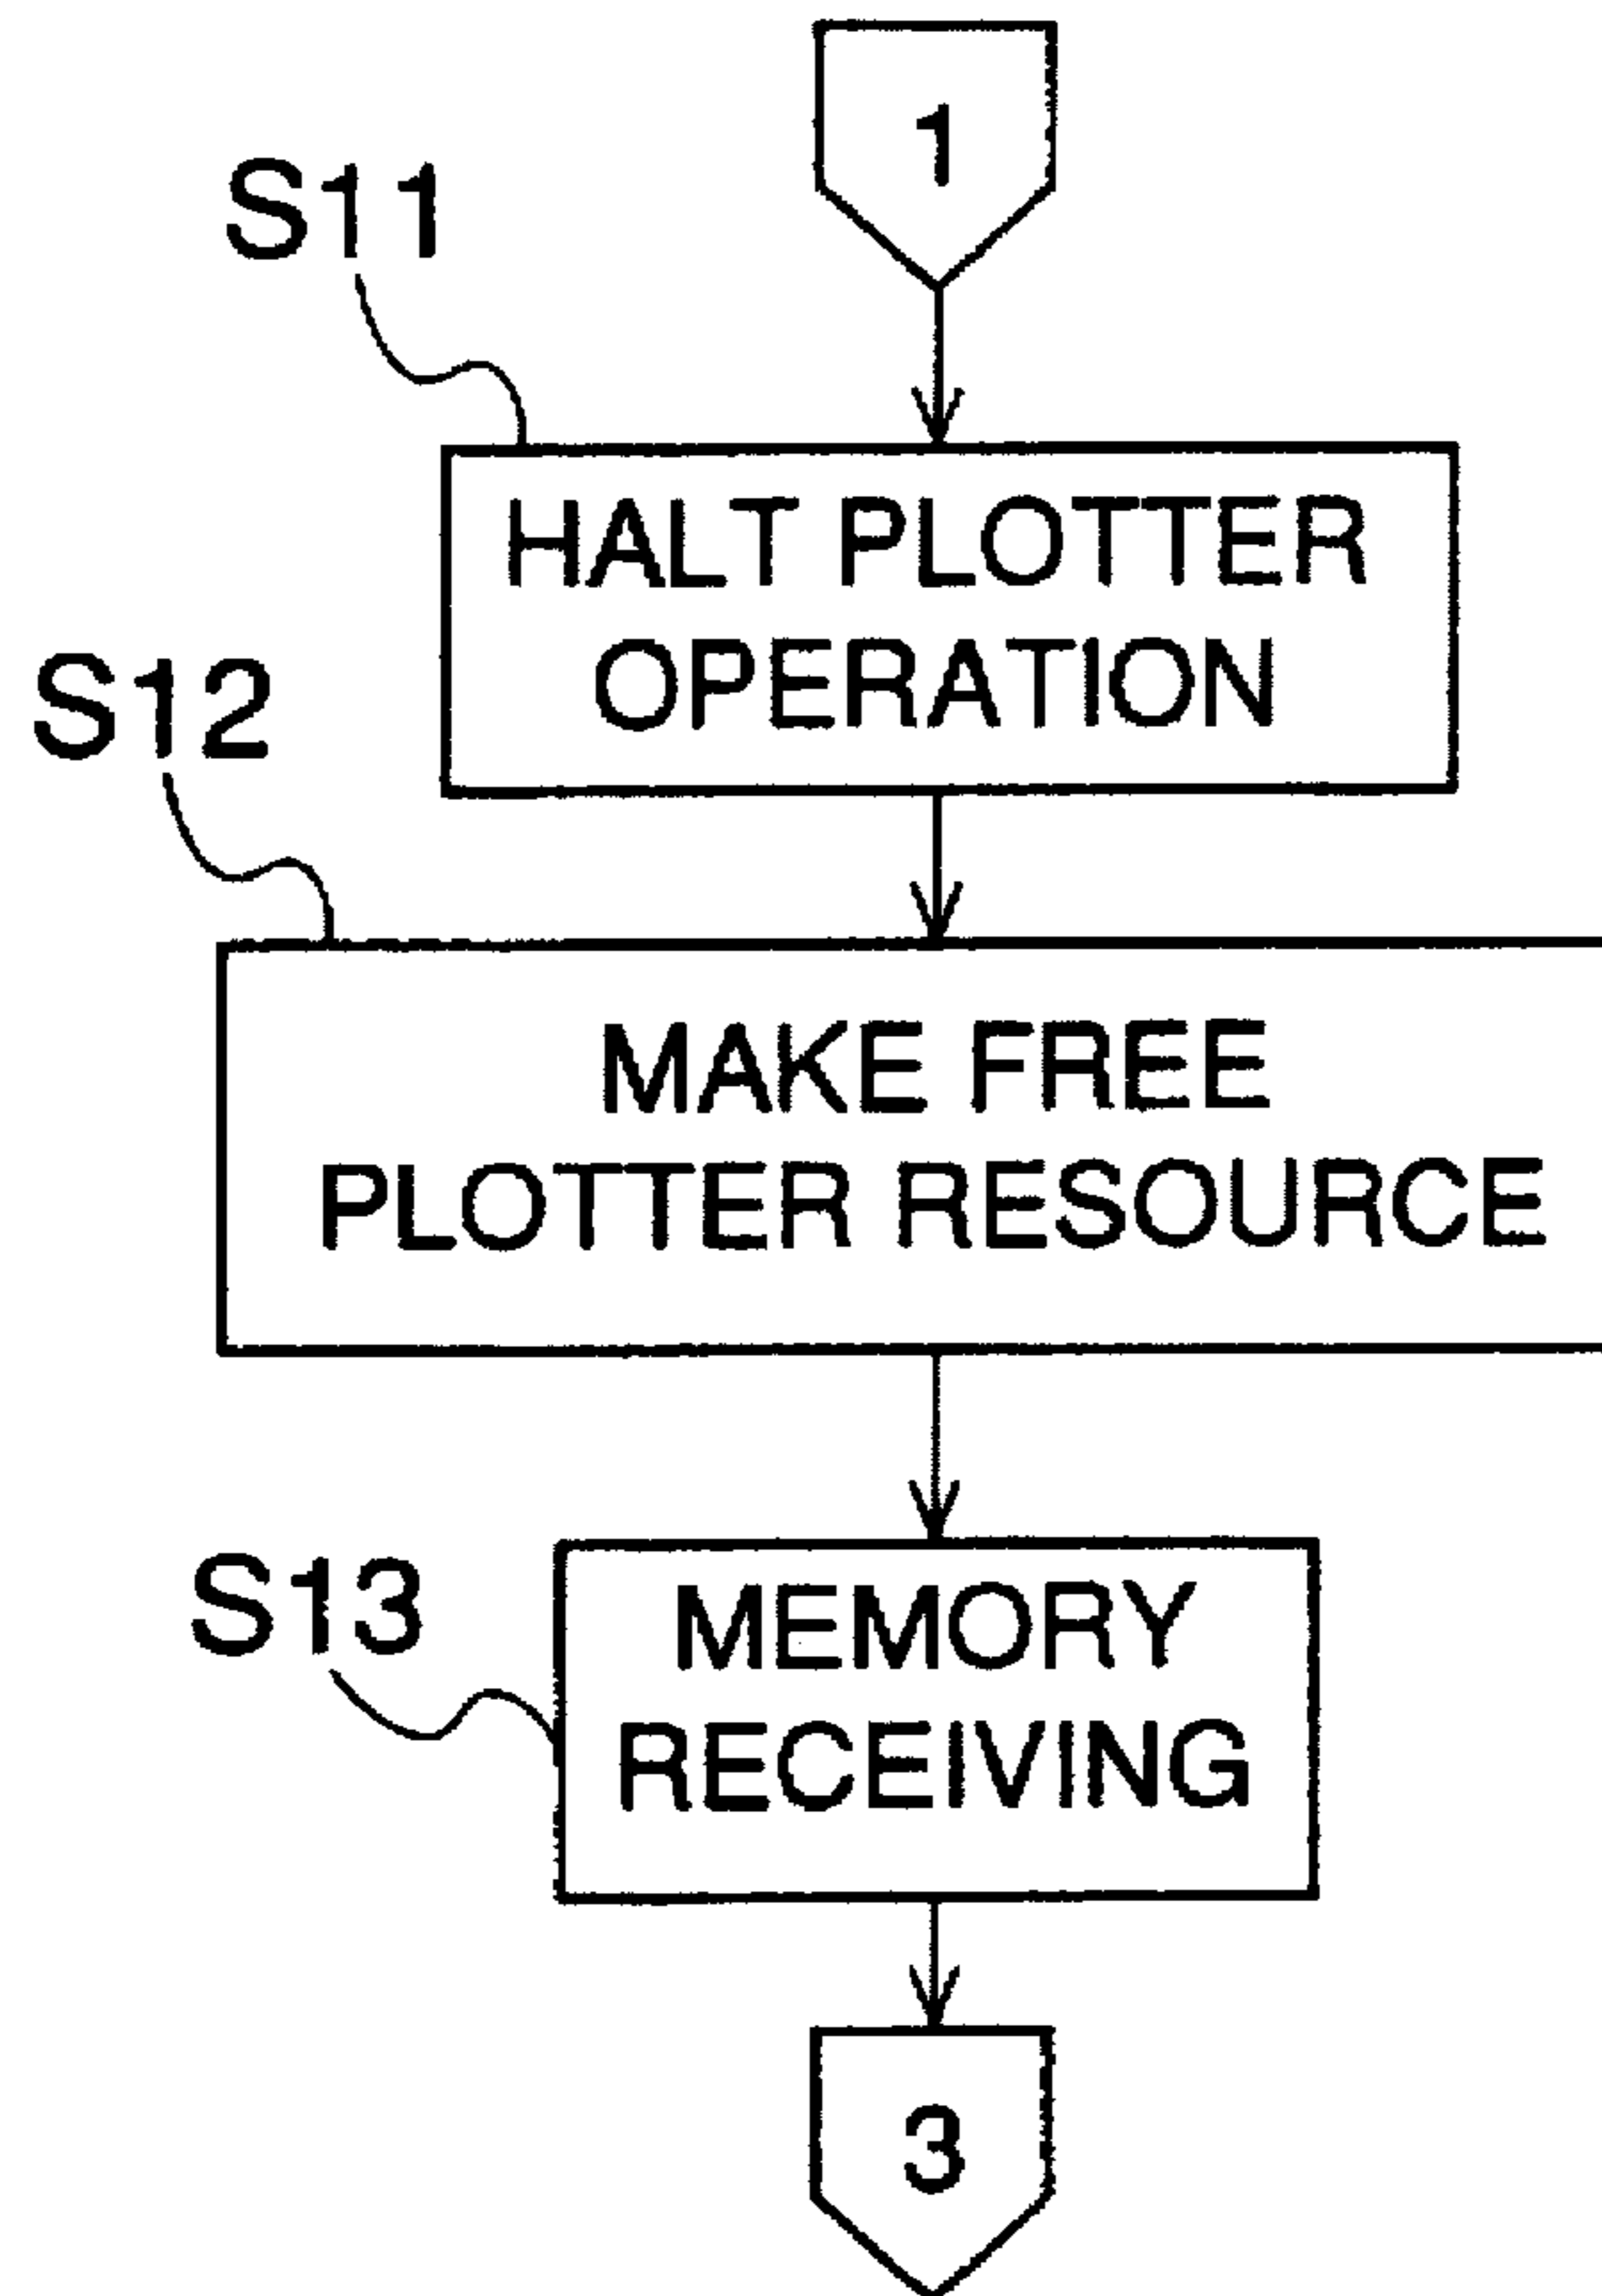 1
S11
HALT PLOTTER
OPERATION
S12
MAKE FREE
PLOTTER RESOURCE
S13
MEMORY
RECEIVING
3